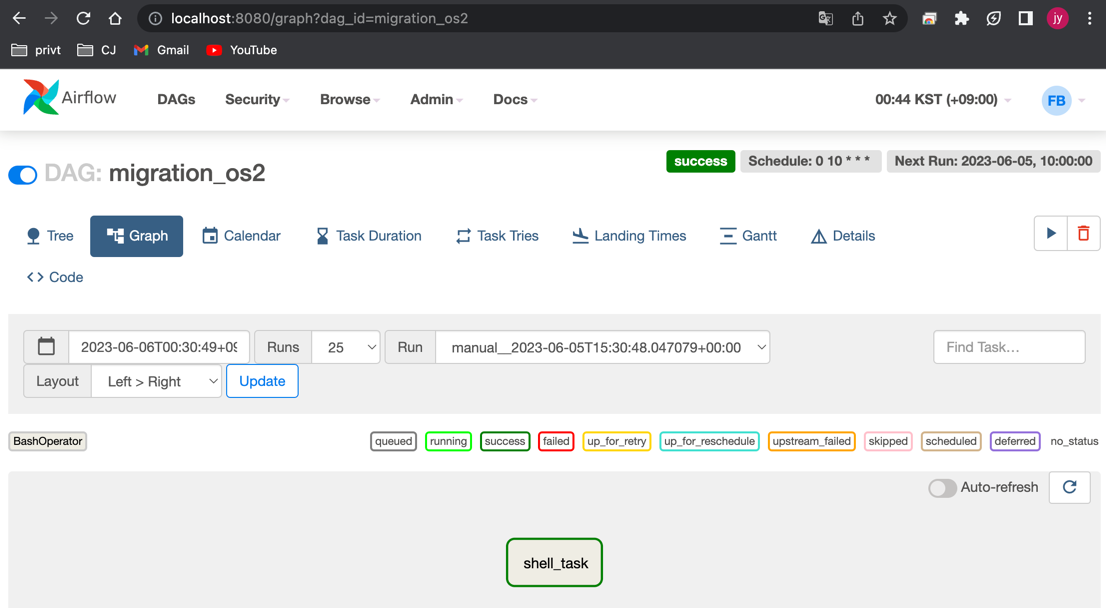 localhost:8080/graph?dag_id=migration_os2
jy
privt CJ Gmail YouTube
Airflow DAGs Security Browse Admin Docs 00:44 KST (+09:00) FB
DAG: migration_os2 success Schedule: 0 10 * * * Next Run: 2023-06-05, 10:00:00
Tree Graph Calendar Task Duration Task Tries Landing Times Gantt Details
<> Code
2023-06-06T00:30:49+09 Runs 25 Run manual__2023-06-05T15:30:48.047079+00:00 Find Task...
Layout Left > Right Update
BashOperator queued running success failed up_for_retry up_for_reschedule upstream_failed skipped scheduled deferred no_status
Auto-refresh
shell_task